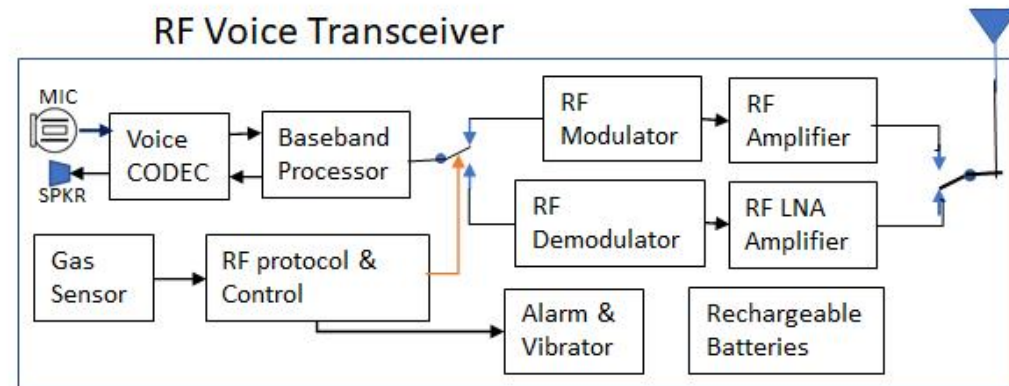 RF Voice Transceiver
MIC
Voice
CODEC
SPKR
Baseband
Processor
RF
Modulator
RF
Amplifier
RF
Demodulator
RF LNA
Amplifier
Gas
Sensor
RF protocol &
Control
Alarm &
Vibrator
Rechargeable
Batteries